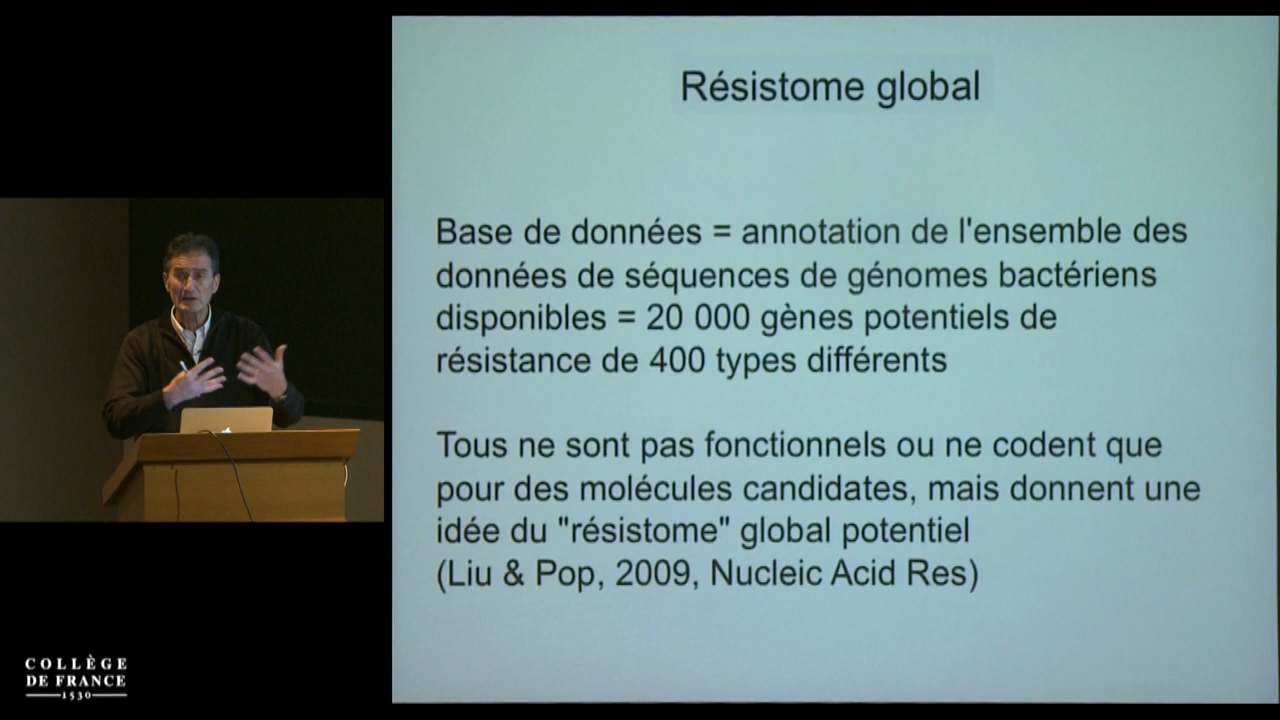 Résistome global
Base de données = annotation de l'ensemble des
données de séquences de génomes bactériens
disponibles = 20 000 gènes potentiels de
résistance de 400 types différents
Tous ne sont pas fonctionnels ou ne codent que
pour des molécules candidates, mais donnent une
idée du "résistome" global potentiel
(Liu & Pop, 2009, Nucleic Acid Res)
COLLÈGE
DE FRANCE
1530